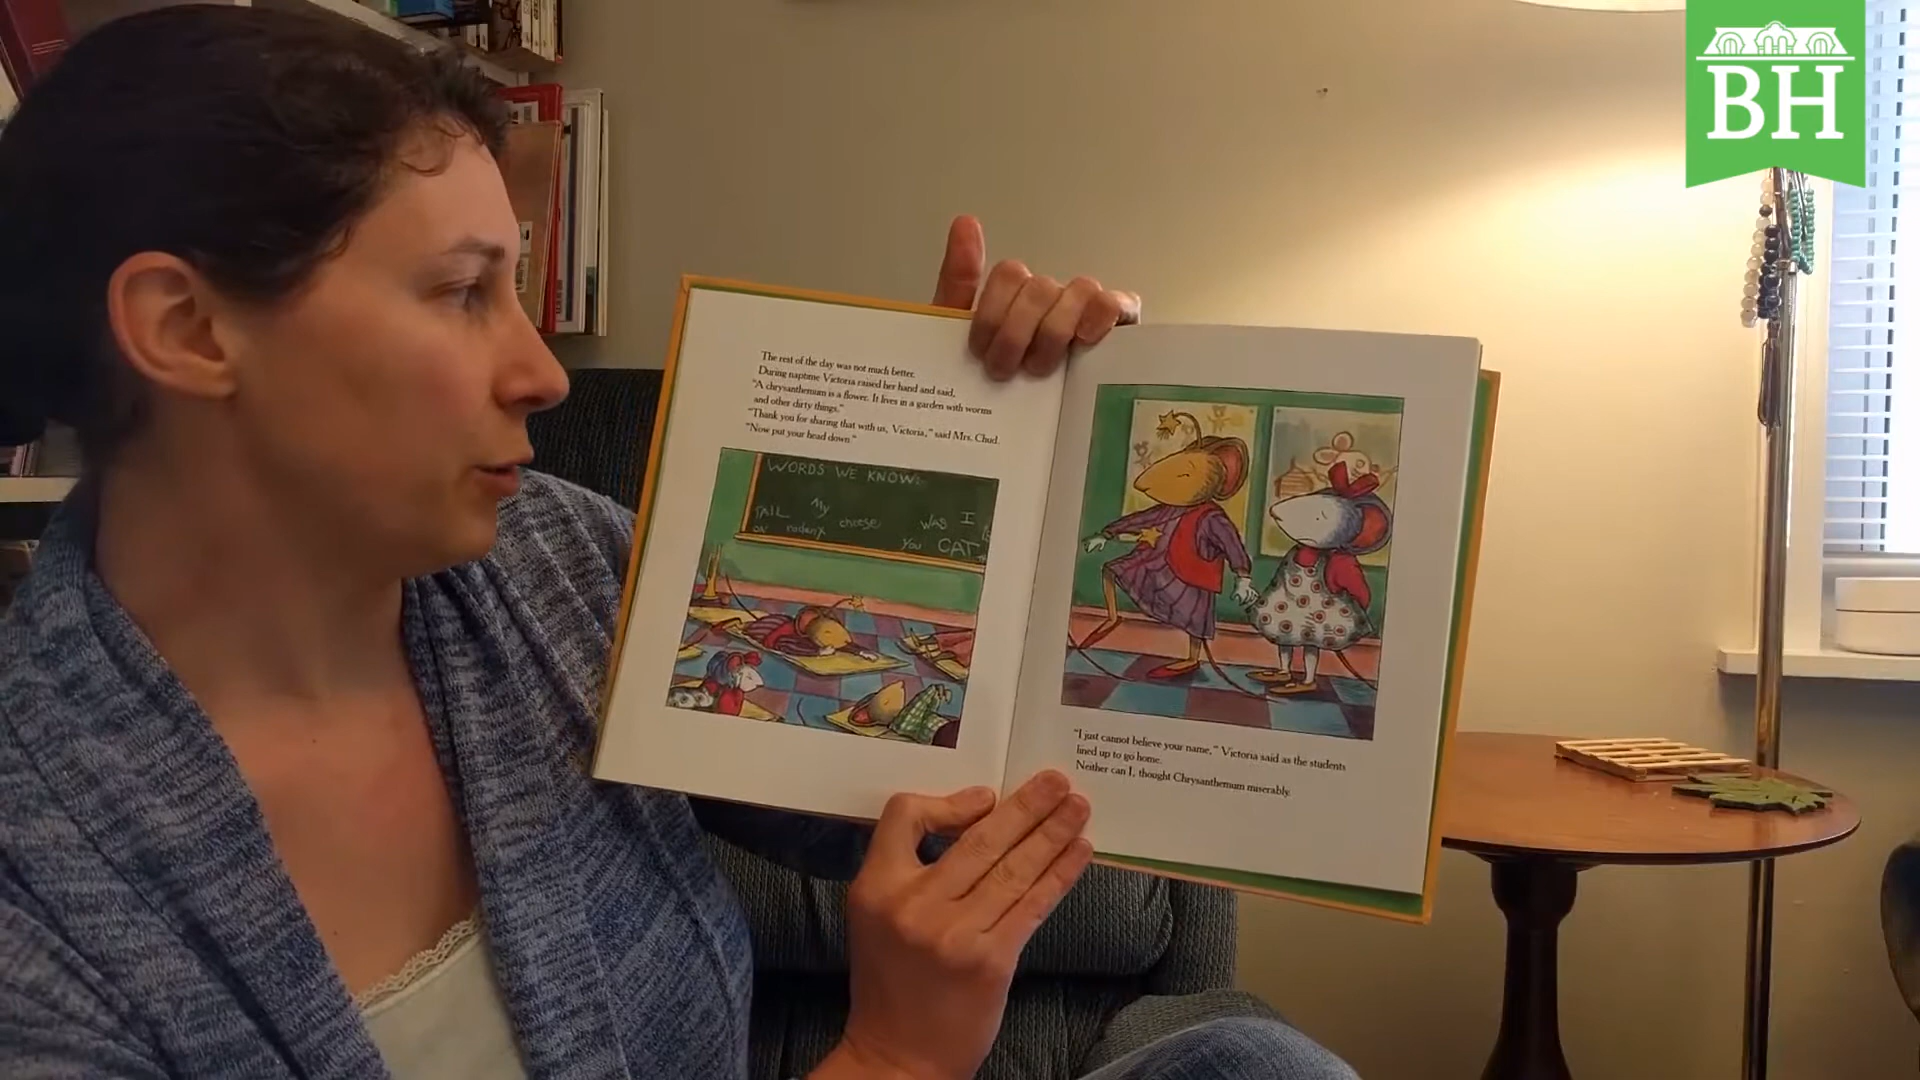 BH
The rest of the day was not much better.
During naptime Victoria raised her hand and said,
"A chrysanthemum is a flower. It lives in a garden with worms
and other dirty things."
"Thank you for sharing that with us, Victoria," said Mrs. Chud.
"Now put your head down."
WORDS WE KNOW:
TAIL My cheese WAS I
on rodent You CAT
"I just cannot believe your name," Victoria said as the students
lined up to go home.
Neither can I, thought Chrysanthemum miserably.